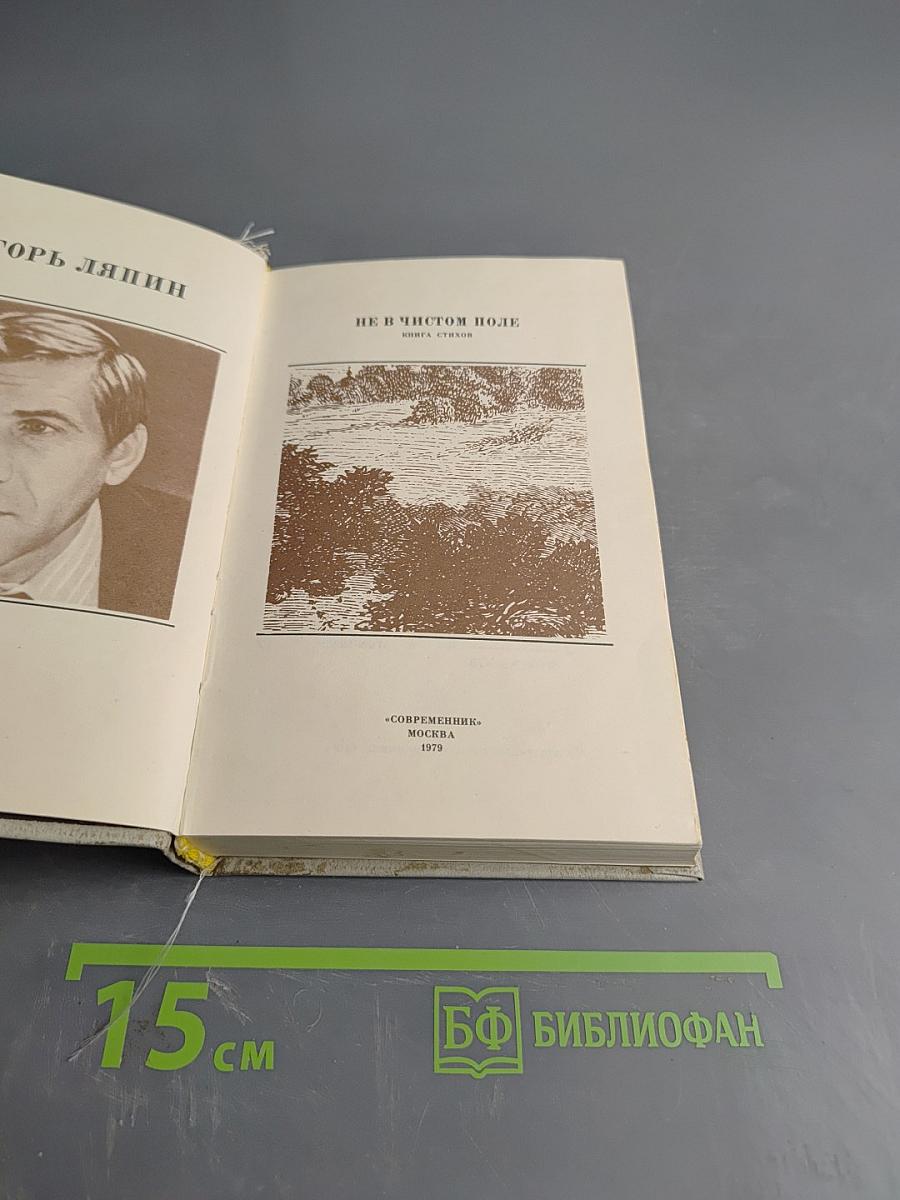 ГОРЬ ЛЯПИН
НЕ В ЧИСТОМ ПОЛЕ
КНИГА СТИХОВ
«СОВРЕМЕННИК»
МОСКВА
1979
15 см
БФ БИБЛИОФАН